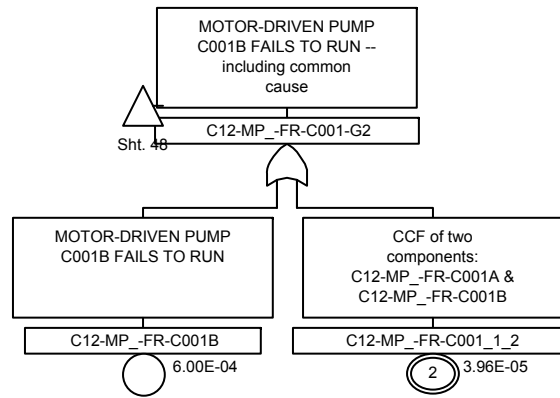 MOTOR-DRIVEN PUMP
C001B FAILS TO RUN --
including common
cause
C12-MP_-FR-C001-G2
Sht. 48
MOTOR-DRIVEN PUMP
C001B FAILS TO RUN
C12-MP_-FR-C001B
6.00E-04
CCF of two
components:
C12-MP_-FR-C001A &
C12-MP_-FR-C001B
C12-MP_-FR-C001_1_2
2
3.96E-05